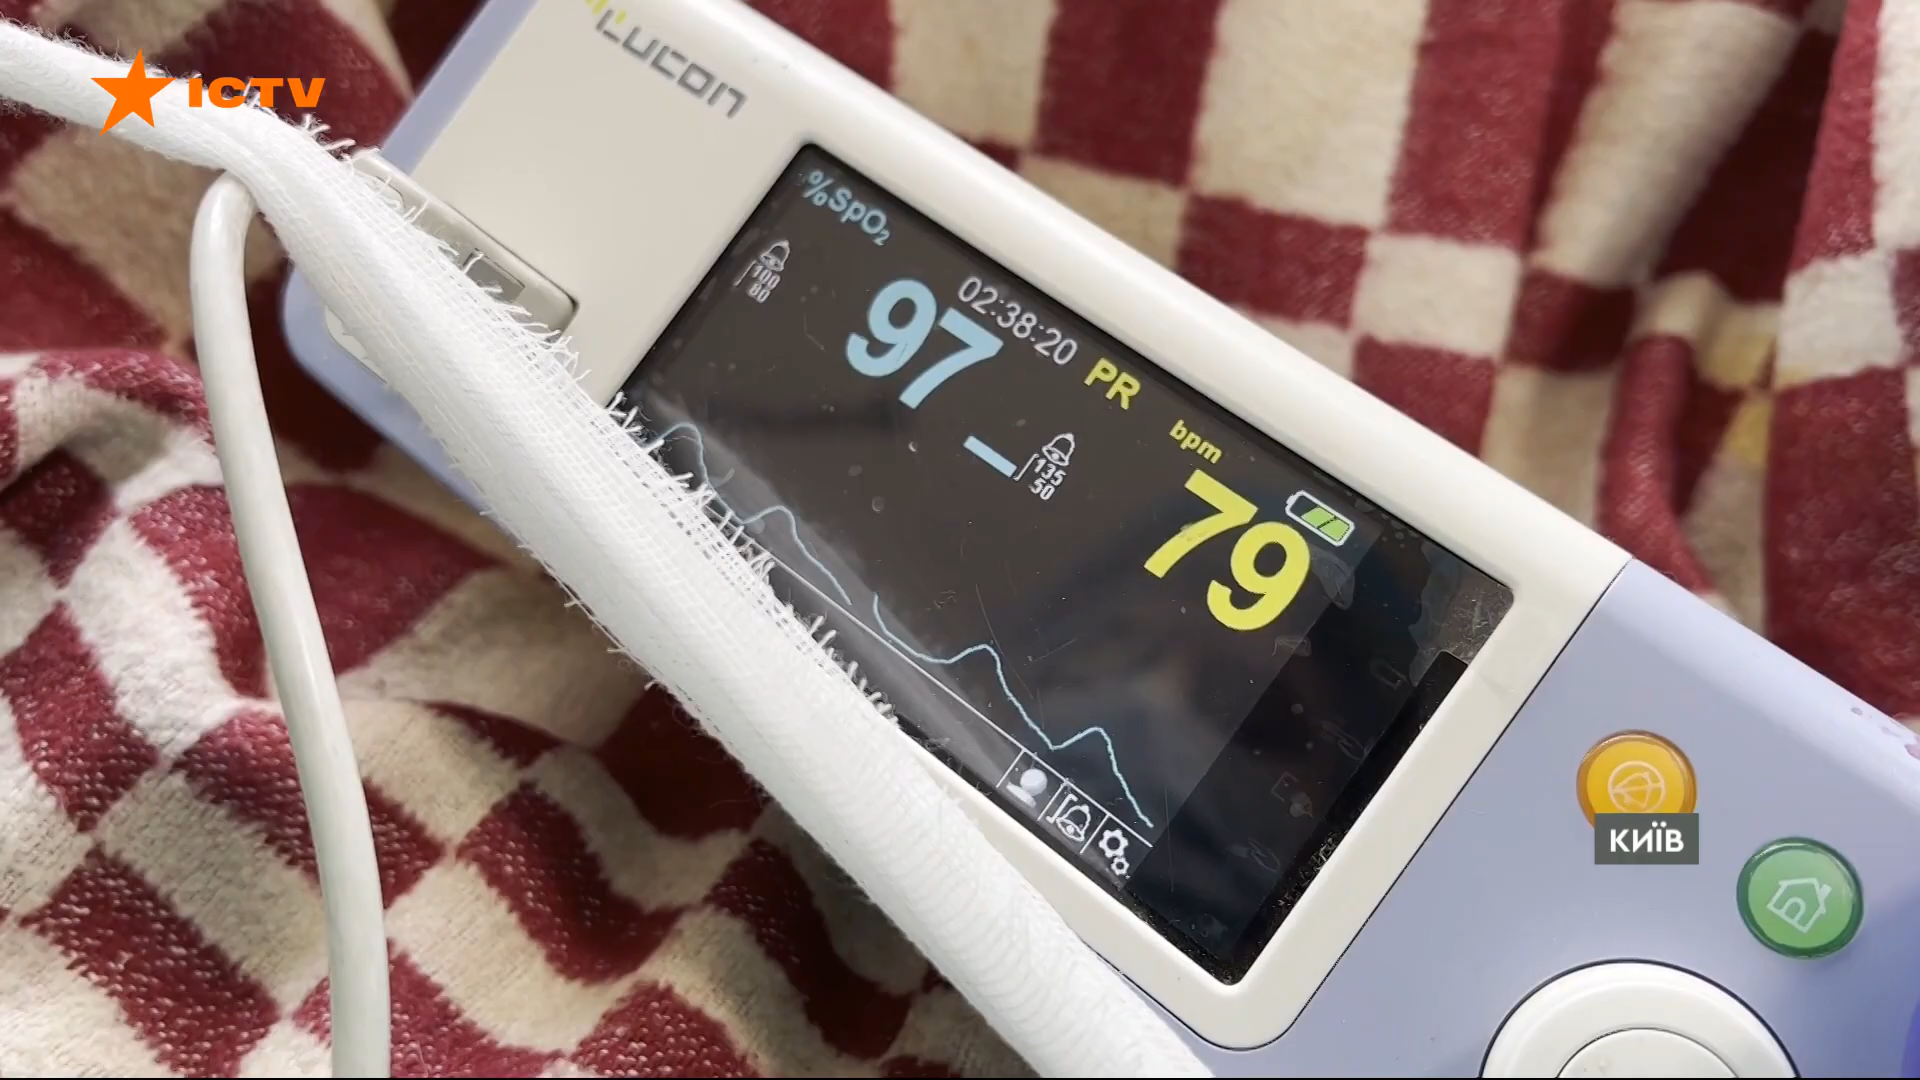 ICTV
Lucon
%SpO₂
100
80
97
02:38:20
PR
bpm
135
50
79
КИЇВ